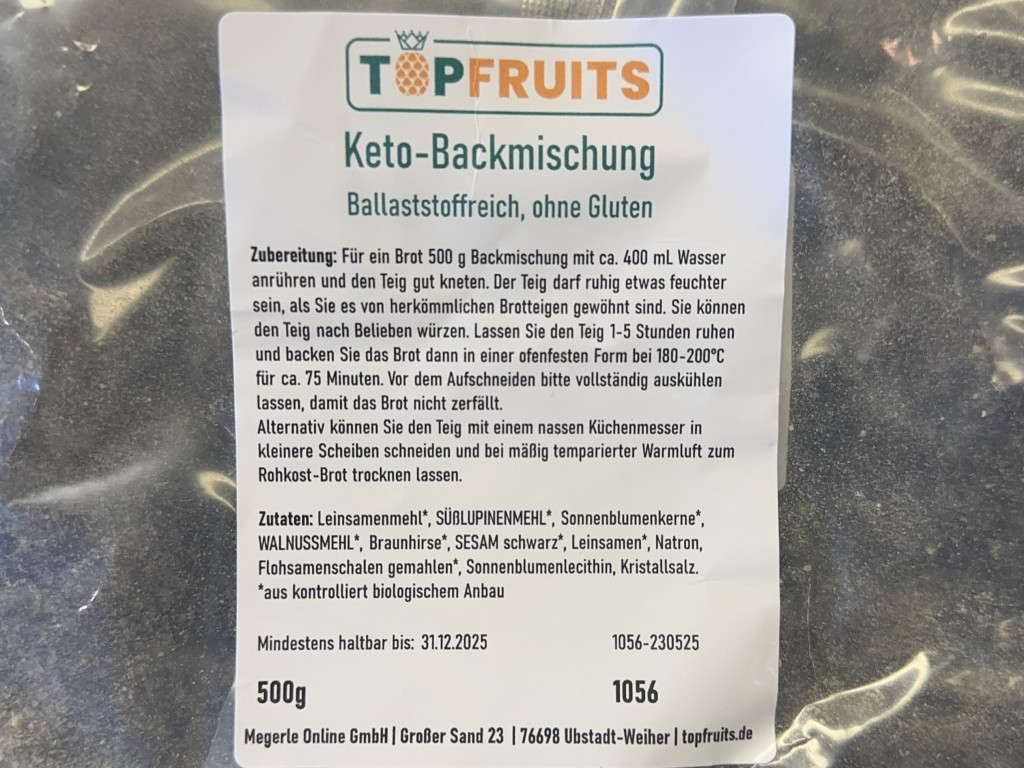 TOPFRUITS
Keto-Backmischung
Ballaststoffreich, ohne Gluten
Zubereitung: Für ein Brot 500 g Backmischung mit ca. 400 mL Wasser
anrühren und den Teig gut kneten. Der Teig darf ruhig etwas feuchter
sein, als Sie es von herkömmlichen Brotteigen gewöhnt sind. Sie können
den Teig nach Belieben würzen. Lassen Sie den Teig 1-5 Stunden ruhen
und backen Sie das Brot dann in einer ofenfesten Form bei 180-200°C
für ca. 75 Minuten. Vor dem Aufschneiden bitte vollständig auskühlen
lassen, damit das Brot nicht zerfällt.
Alternativ können Sie den Teig mit einem nassen Küchenmesser in
kleinere Scheiben schneiden und bei mäßig temparierter Warmluft zum
Rohkost-Brot trocknen lassen.
Zutaten: Leinsamenmehl*, SÜßLUPINENMEHL*, Sonnenblumenkerne*,
WALNUSSMEHL*, Braunhirse*, SESAM schwarz*, Leinsamen*, Natron,
Flohsamenschalen gemahlen*, Sonnenblumenlecithin, Kristallsalz.
*aus kontrolliert biologischem Anbau
Mindestens haltbar bis: 31.12.2025 1056-230525
500g 1056
Megerle Online GmbH | Großer Sand 23 | 76698 Ubstadt-Weiher | topfruits.de